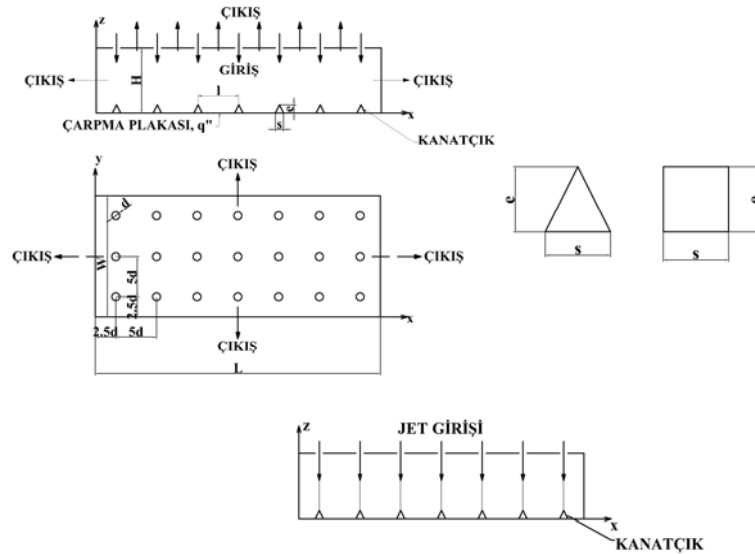 z
ÇIKIŞ
ÇIKIŞ
H
GİRİŞ
ÇIKIŞ
l
e
s
x
ÇARPMA PLAKASI, q"
KANATÇIK
y
ÇIKIŞ
d
ÇIKIŞ
W
5d
ÇIKIŞ
2.5d
x
2.5d
5d
ÇIKIŞ
L
e
s
e
s
z
JET GİRİŞİ
x
KANATÇIK